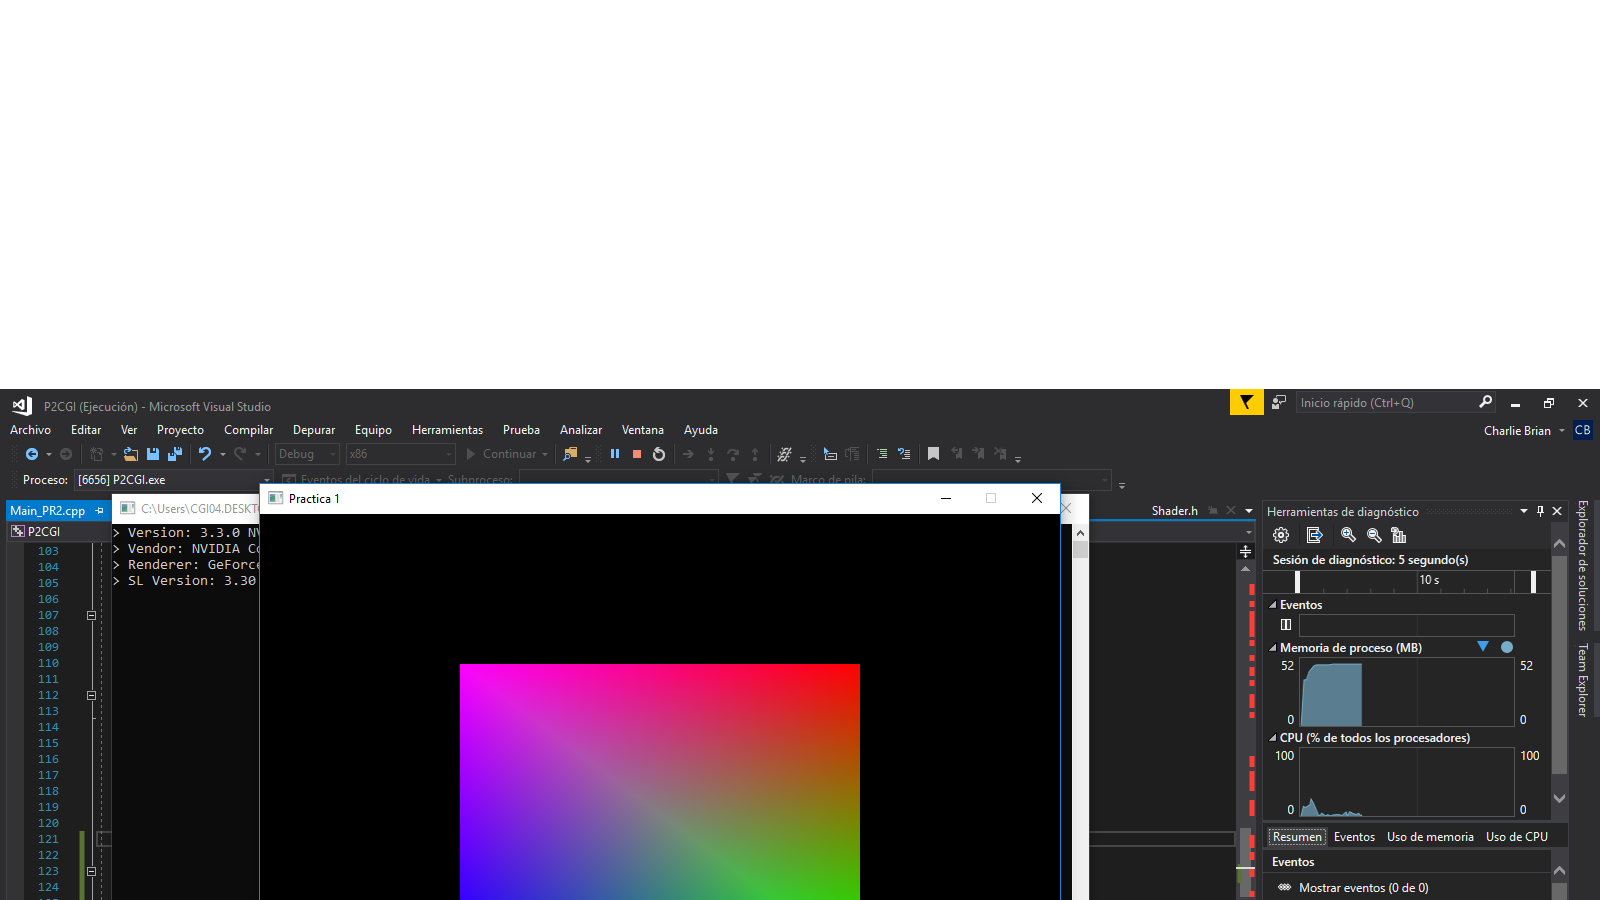 P2CGI (Ejecución) - Microsoft Visual Studio
Inicio rápido (Ctrl+Q)
Archivo Editar Ver Proyecto Compilar Depurar Equipo Herramientas Prueba Analizar Ventana Ayuda
Charlie Brian CB
Debug x86 Continuar
Proceso: [6656] P2CGI.exe Eventos del ciclo de vida Subproceso: Marco de pila:
Practica 1
Main_PR2.cpp
C:\Users\CGI04.DESKT
Shader.h
P2CGI
> Version: 3.3.0 NV
> Vendor: NVIDIA Co
> Renderer: GeForce
> SL Version: 3.30
103
104
105
106
107
108
109
110
111
112
113
114
115
116
117
118
119
120
121
122
123
124
Herramientas de diagnóstico
Sesión de diagnóstico: 5 segundo(s)
10 s
Eventos
Memoria de proceso (MB)
52 52
0 0
CPU (% de todos los procesadores)
100 100
0 0
Resumen Eventos Uso de memoria Uso de CPU
Eventos
Mostrar eventos (0 de 0)
Explorador de soluciones
Team Explorer